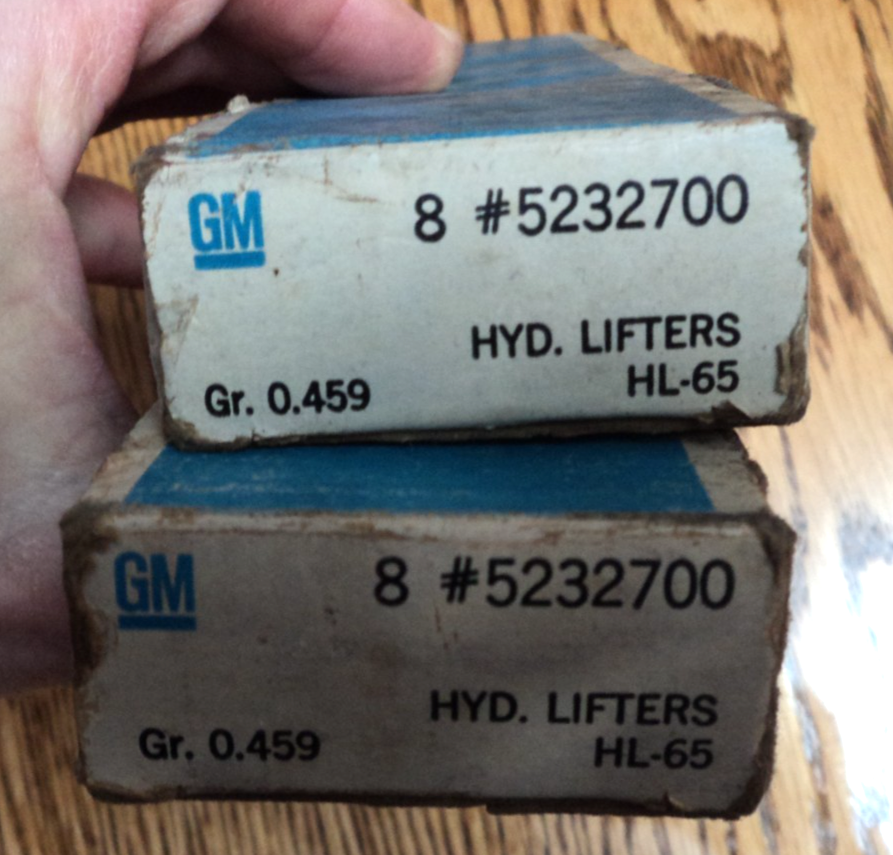 GM 8 #5232700
HYD. LIFTERS
Gr. 0.459 HL-65
GM 8 #5232700
HYD. LIFTERS
Gr. 0.459 HL-65